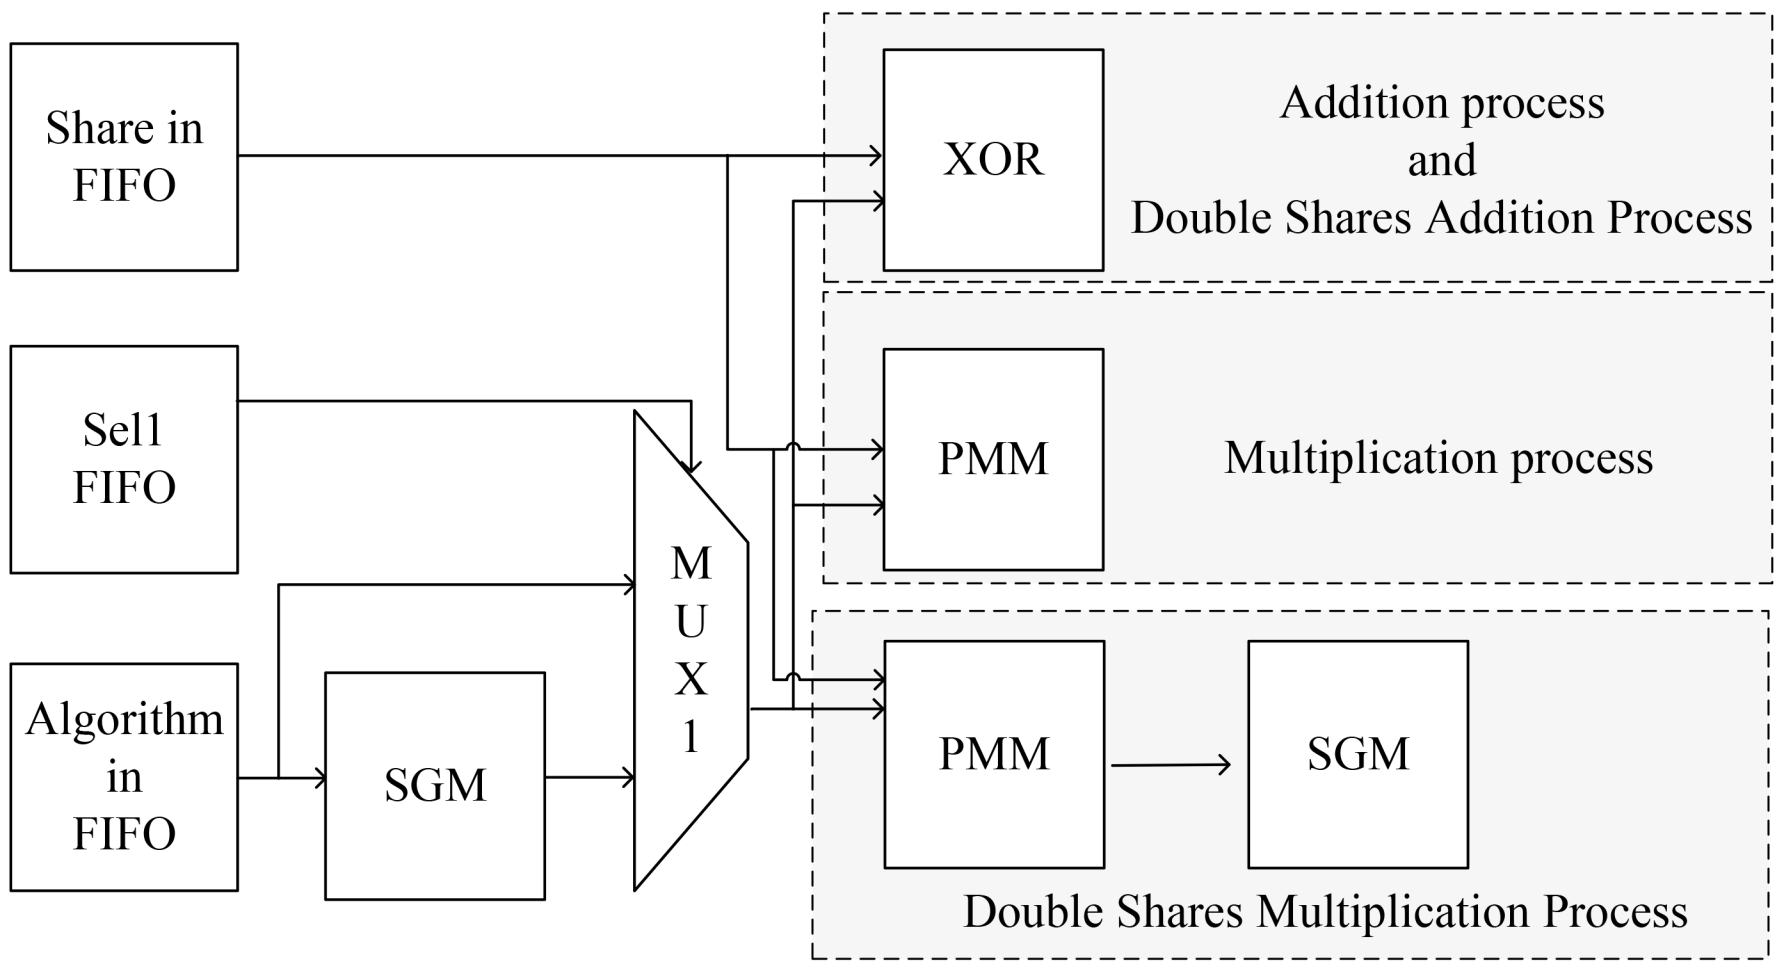 Share in
FIFO
XOR
Addition process
and
Double Shares Addition Process
Sel1
FIFO
PMM
Multiplication process
M
U
X
1
Algorithm
in
FIFO
SGM
PMM
SGM
Double Shares Multiplication Process